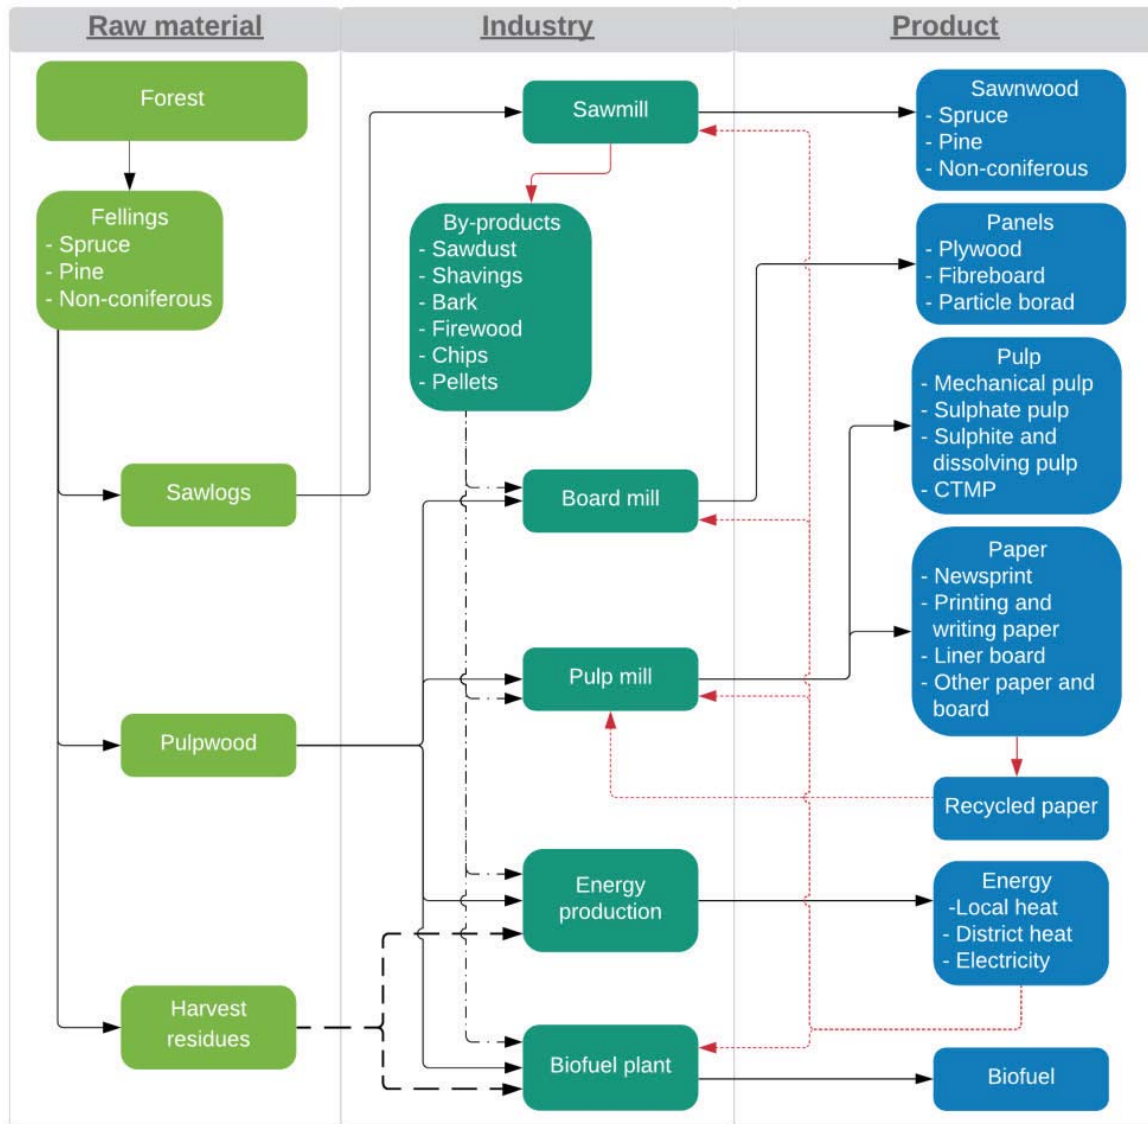 Raw material
Industry
Product
Forest
Fellings
- Spruce
- Pine
- Non-coniferous
Sawlogs
Pulpwood
Harvest
residues
Sawmill
By-products
- Sawdust
- Shavings
- Bark
- Firewood
- Chips
- Pellets
Board mill
Pulp mill
Energy
production
Biofuel plant
Sawnwood
- Spruce
- Pine
- Non-coniferous
Panels
- Plywood
- Fibreboard
- Particle borad
Pulp
- Mechanical pulp
- Sulphate pulp
- Sulphite and
dissolving pulp
- CTMP
Paper
- Newsprint
- Printing and
writing paper
- Liner board
- Other paper and
board
Recycled paper
Energy
-Local heat
- District heat
- Electricity
Biofuel